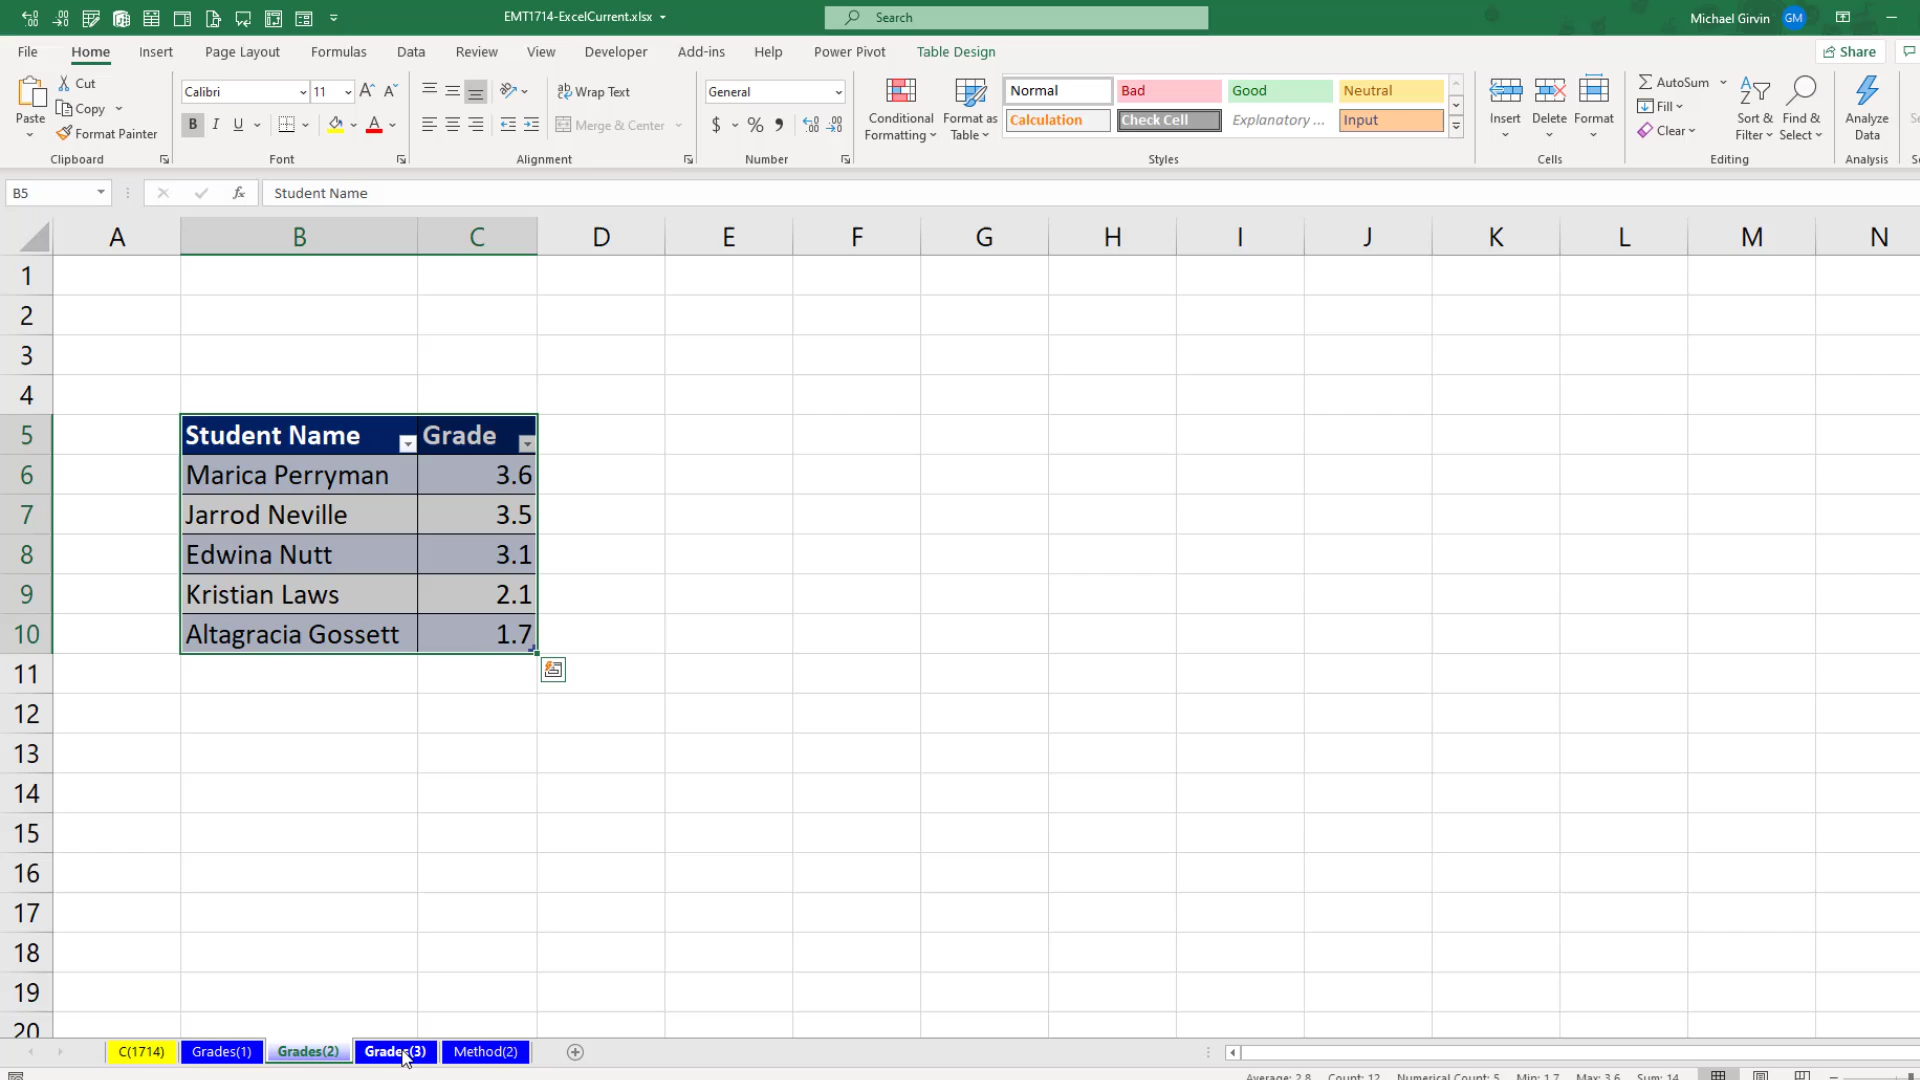 EMT1714-ExcelCurrent.xlsx
Search
Michael Girvin
GM
File Home Insert Draw Page Layout Formulas Data Review View Developer Add-ins Help Power Pivot Table Design
Share
Paste
Cut
Copy
Format Painter
Clipboard
Calibri 11
B I U
Font
Wrap Text
Merge & Center
Alignment
General
$ %
Number
Conditional Formatting
Format as Table
Normal Bad Good Neutral
Calculation Check Cell Explanatory ... Input
Styles
Insert Delete Format
Cells
AutoSum
Fill
Clear
Sort & Filter
Find & Select
Editing
Analyze Data
Analysis
B5 fx Student Name
A B C D E F G H I J K L M N
1
2
3
4
5 Student Name Grade
6 Marica Perryman 3.6
7 Jarrod Neville 3.5
8 Edwina Nutt 3.1
9 Kristian Laws 2.1
10 Altagracia Gossett 1.7
11
12
13
14
15
16
17
18
19
20
C(1714) Grades(1) Grades(2) Grades(3) Method(2)
Average: 2.8 Count: 12 Numerical Count: 5 Min: 1.7 Max: 3.6 Sum: 14